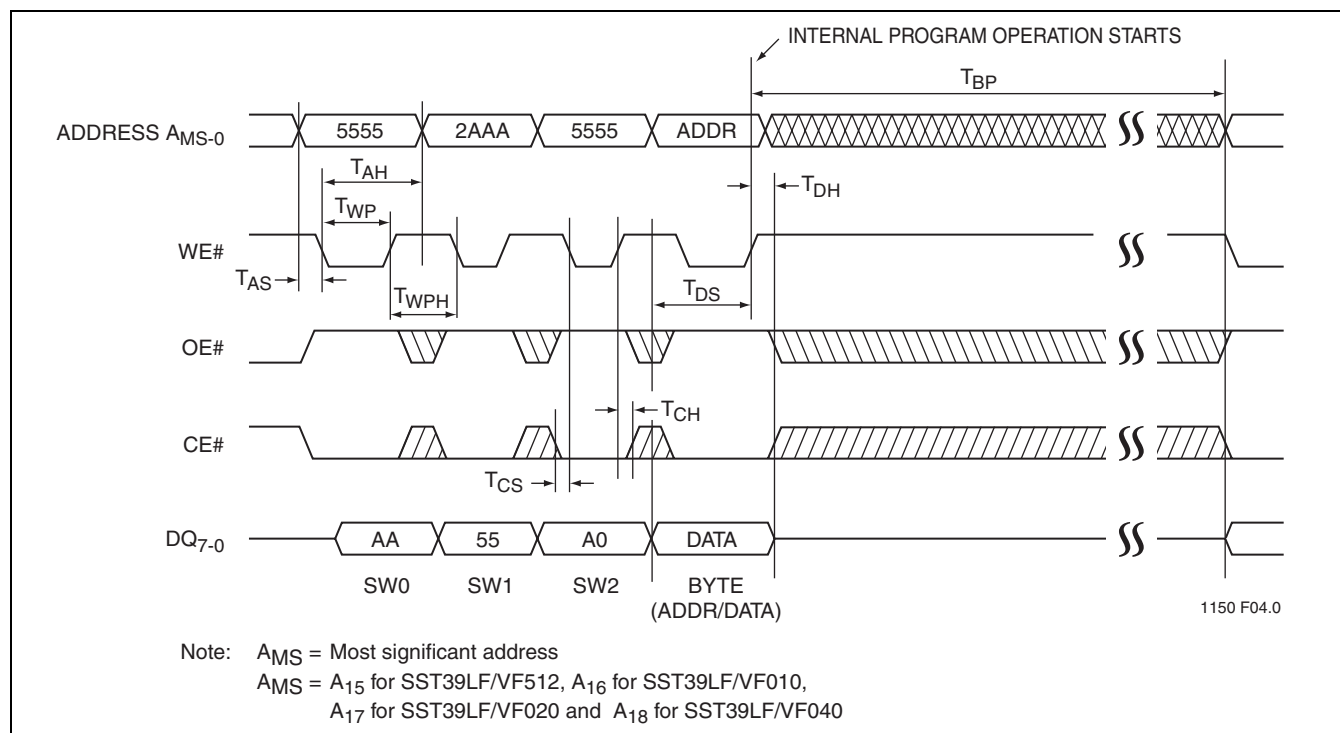 INTERNAL PROGRAM OPERATION STARTS
TBP
ADDRESS AMS-0
5555
2AAA
5555
ADDR
TAH
TDH
TWP
WE#
TAS
TWPH
TDS
OE#
TCH
CE#
TCS
DQ7-0
AA
55
A0
DATA
SW0
SW1
SW2
BYTE
(ADDR/DATA)
1150 F04.0
Note: AMS = Most significant address
AMS = A15 for SST39LF/VF512, A16 for SST39LF/VF010,
A17 for SST39LF/VF020 and A18 for SST39LF/VF040